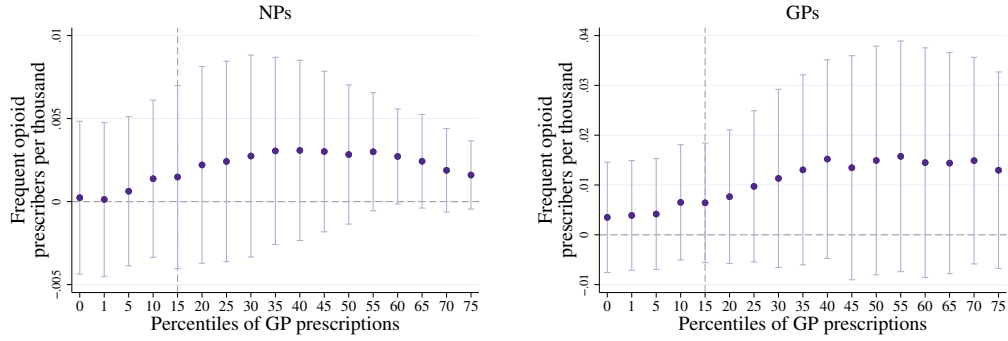 NPs
Frequent opioid
prescribers per thousand
.01
.005
0
-.005
0 1 5 10 15 20 25 30 35 40 45 50 55 60 65 70 75
Percentiles of GP prescriptions
GPs
Frequent opioid
prescribers per thousand
.04
.03
.02
.01
0
-.01
0 1 5 10 15 20 25 30 35 40 45 50 55 60 65 70 75
Percentiles of GP prescriptions